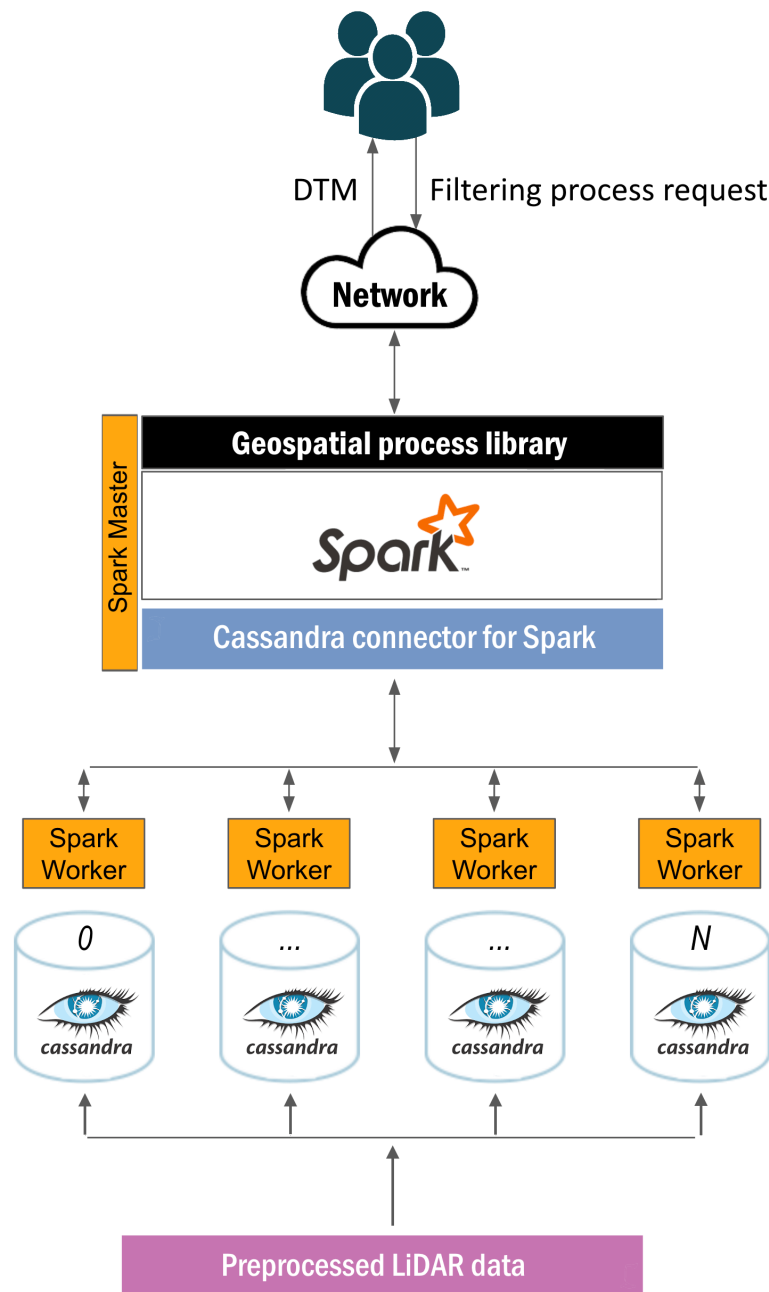 DTM
Filtering process request
Network
Spark Master
Geospatial process library
Spark™
Cassandra connector for Spark
Spark
Worker
Spark
Worker
Spark
Worker
Spark
Worker
0
...
...
N
cassandra
cassandra
cassandra
cassandra
Preprocessed LiDAR data